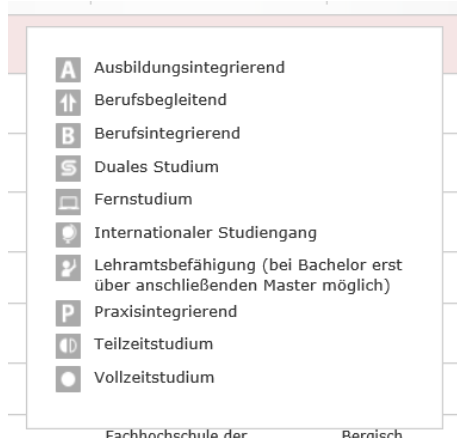 A Ausbildungsintegrierend
Berufsbegleitend
B Berufsintegrierend
Duales Studium
Fernstudium
Internationaler Studiengang
Lehramtsbefähigung (bei Bachelor erst
über anschließenden Master möglich)
P Praxisintegrierend
Teilzeitstudium
Vollzeitstudium
Fachhochschule der Bergisch